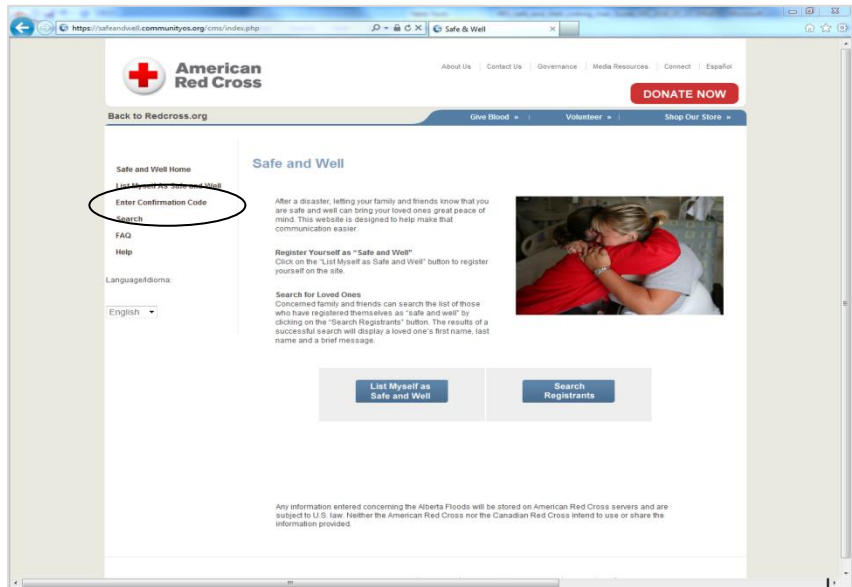 https://safeandwell.communityos.org/cms/index.php
Safe & Well
American
Red Cross
About Us | Contact Us | Governance | Media Resources | Connect | Español
DONATE NOW
Back to Redcross.org
Give Blood » | Volunteer » | Shop Our Store »
Safe and Well Home
List Myself AS Safe and Well
Enter Confirmation Code
Search
FAQ
Help
Language/Idioma:
English
Safe and Well
After a disaster, letting your family and friends know that you
are safe and well can bring your loved ones great peace of
mind. This website is designed to help make that
communication easier.
Register Yourself as "Safe and Well"
Click on the "List Myself as Safe and Well" button to register
yourself on the site.
Search for Loved Ones
Concerned family and friends can search the list of those
who have registered themselves as "safe and well" by
clicking on the "Search Registrants" button. The results of a
successful search will display a loved one's first name, last
name and a brief message.
List Myself as
Safe and Well
Search
Registrants
Any information entered concerning the Alberta Floods will be stored on American Red Cross servers and are
subject to U.S. law. Neither the American Red Cross nor the Canadian Red Cross intend to use or share the
information provided.